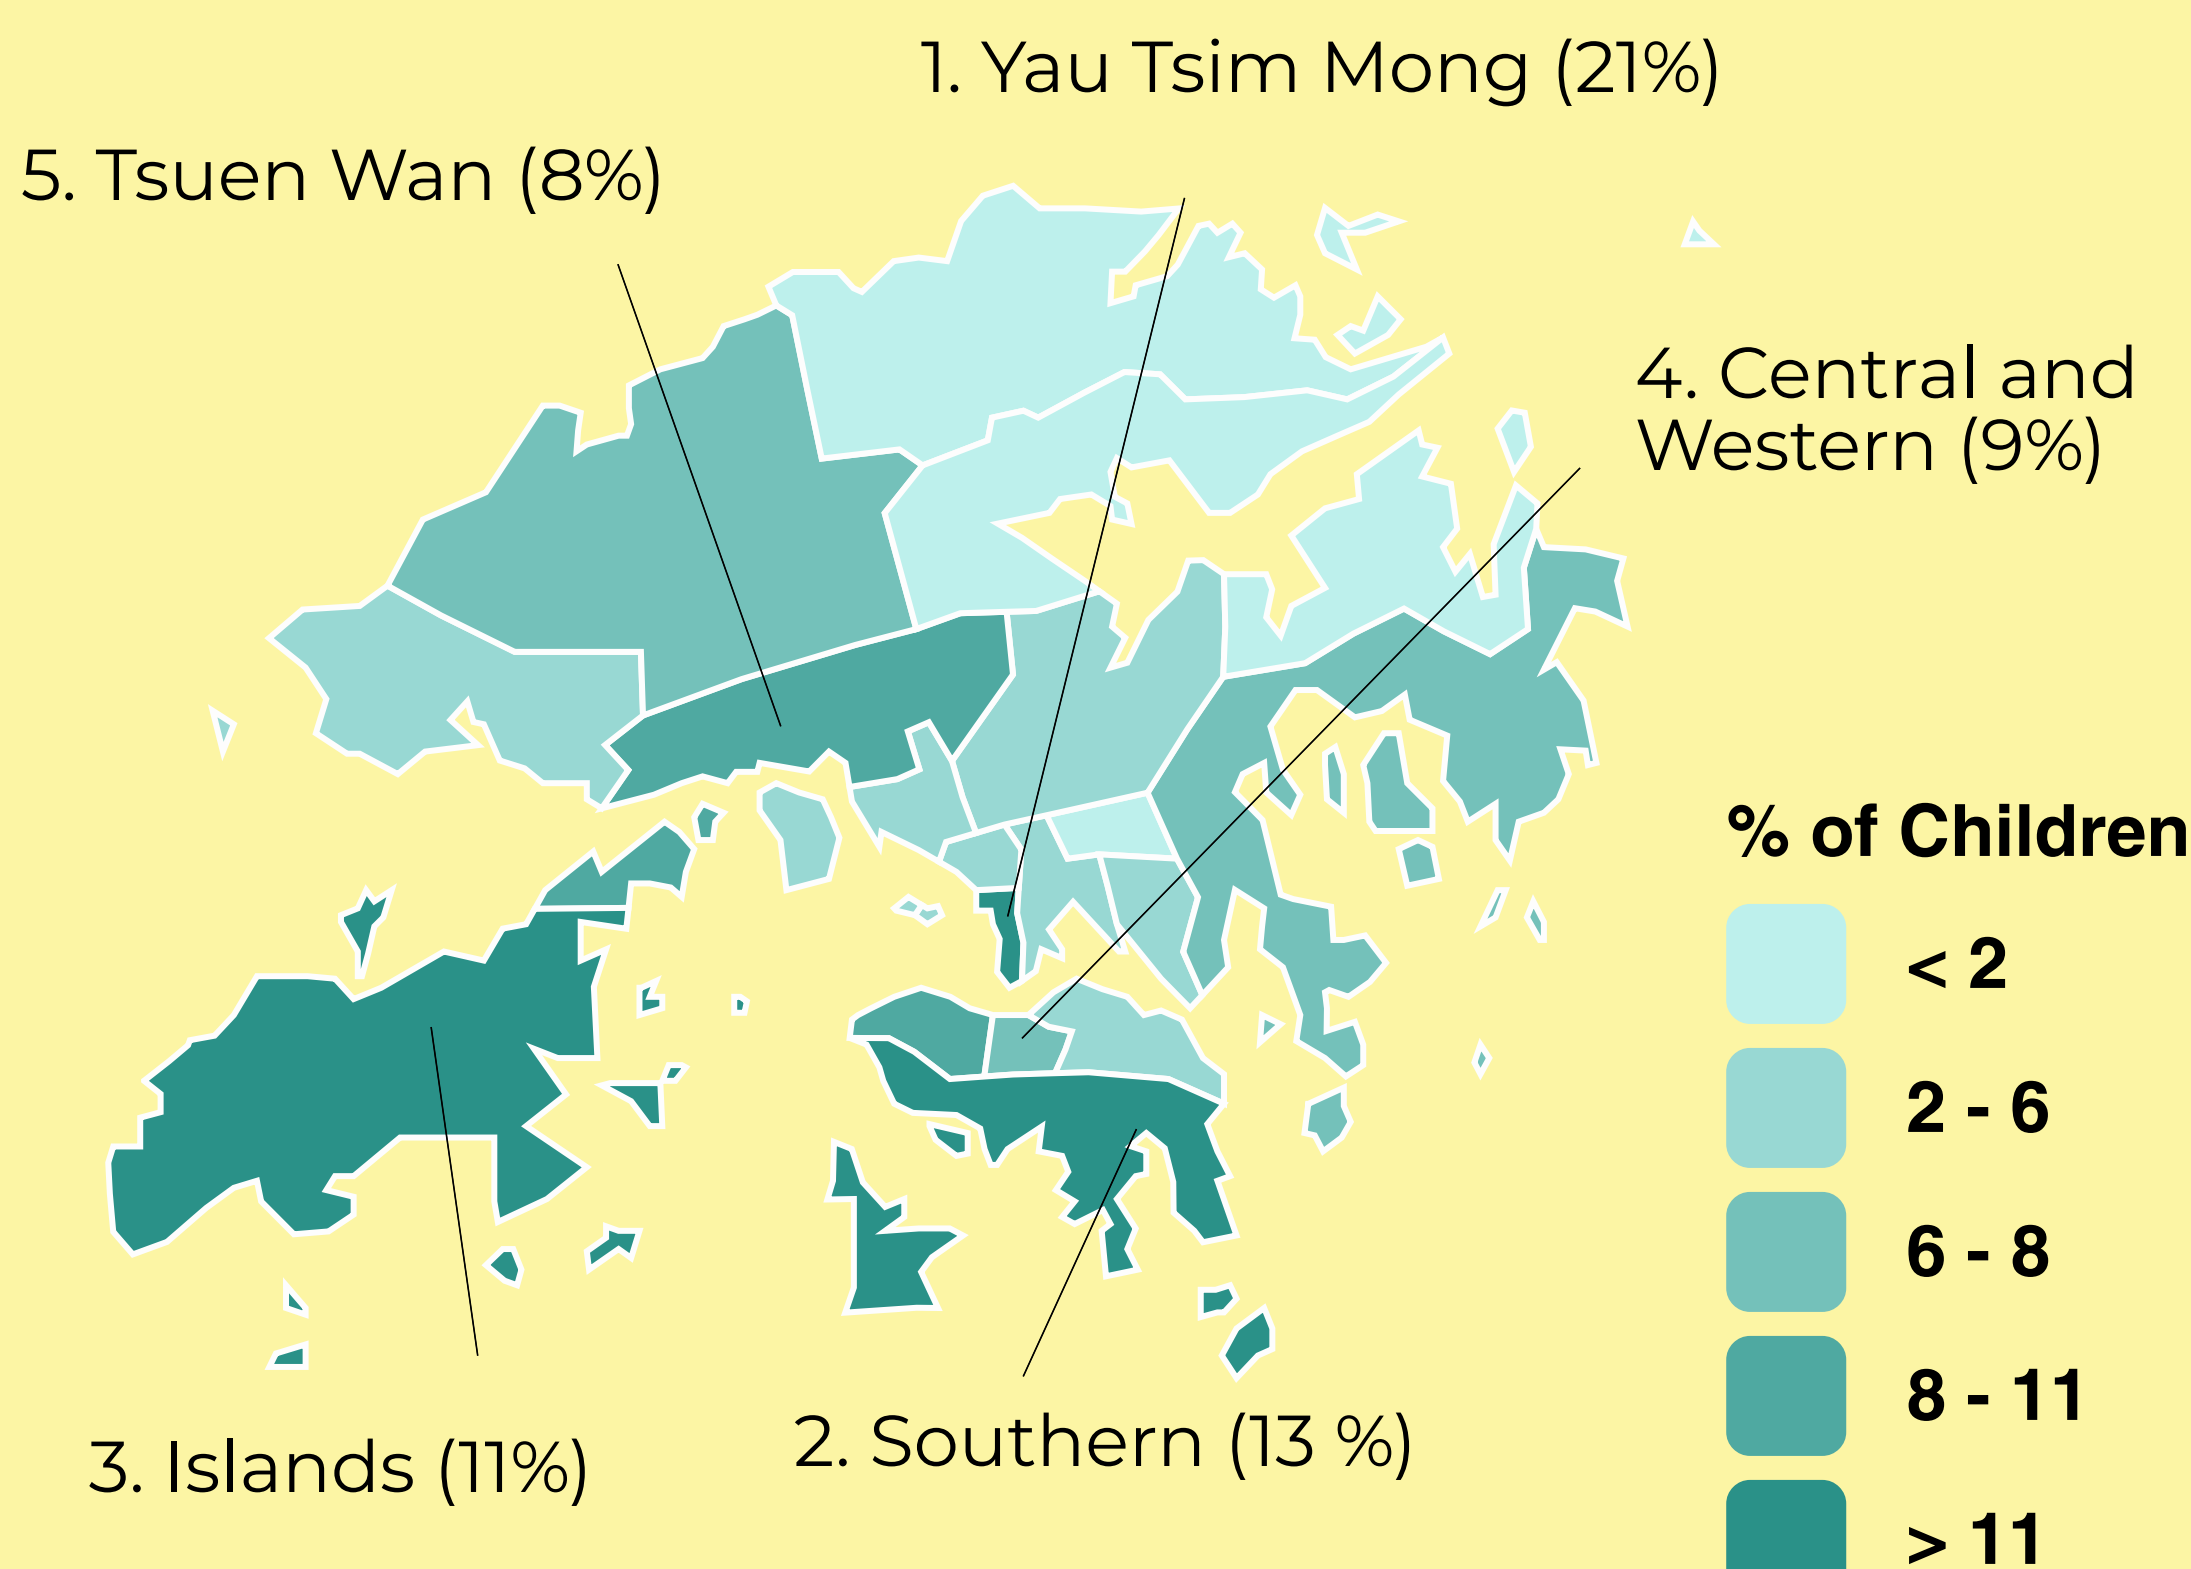 1. Yau Tsim Mong (21%)
5. Tsuen Wan (8%)
4. Central and
Western (9%)
% of Children
< 2
2 - 6
6 - 8
8 - 11
> 11
3. Islands (11%)
2. Southern (13 %)